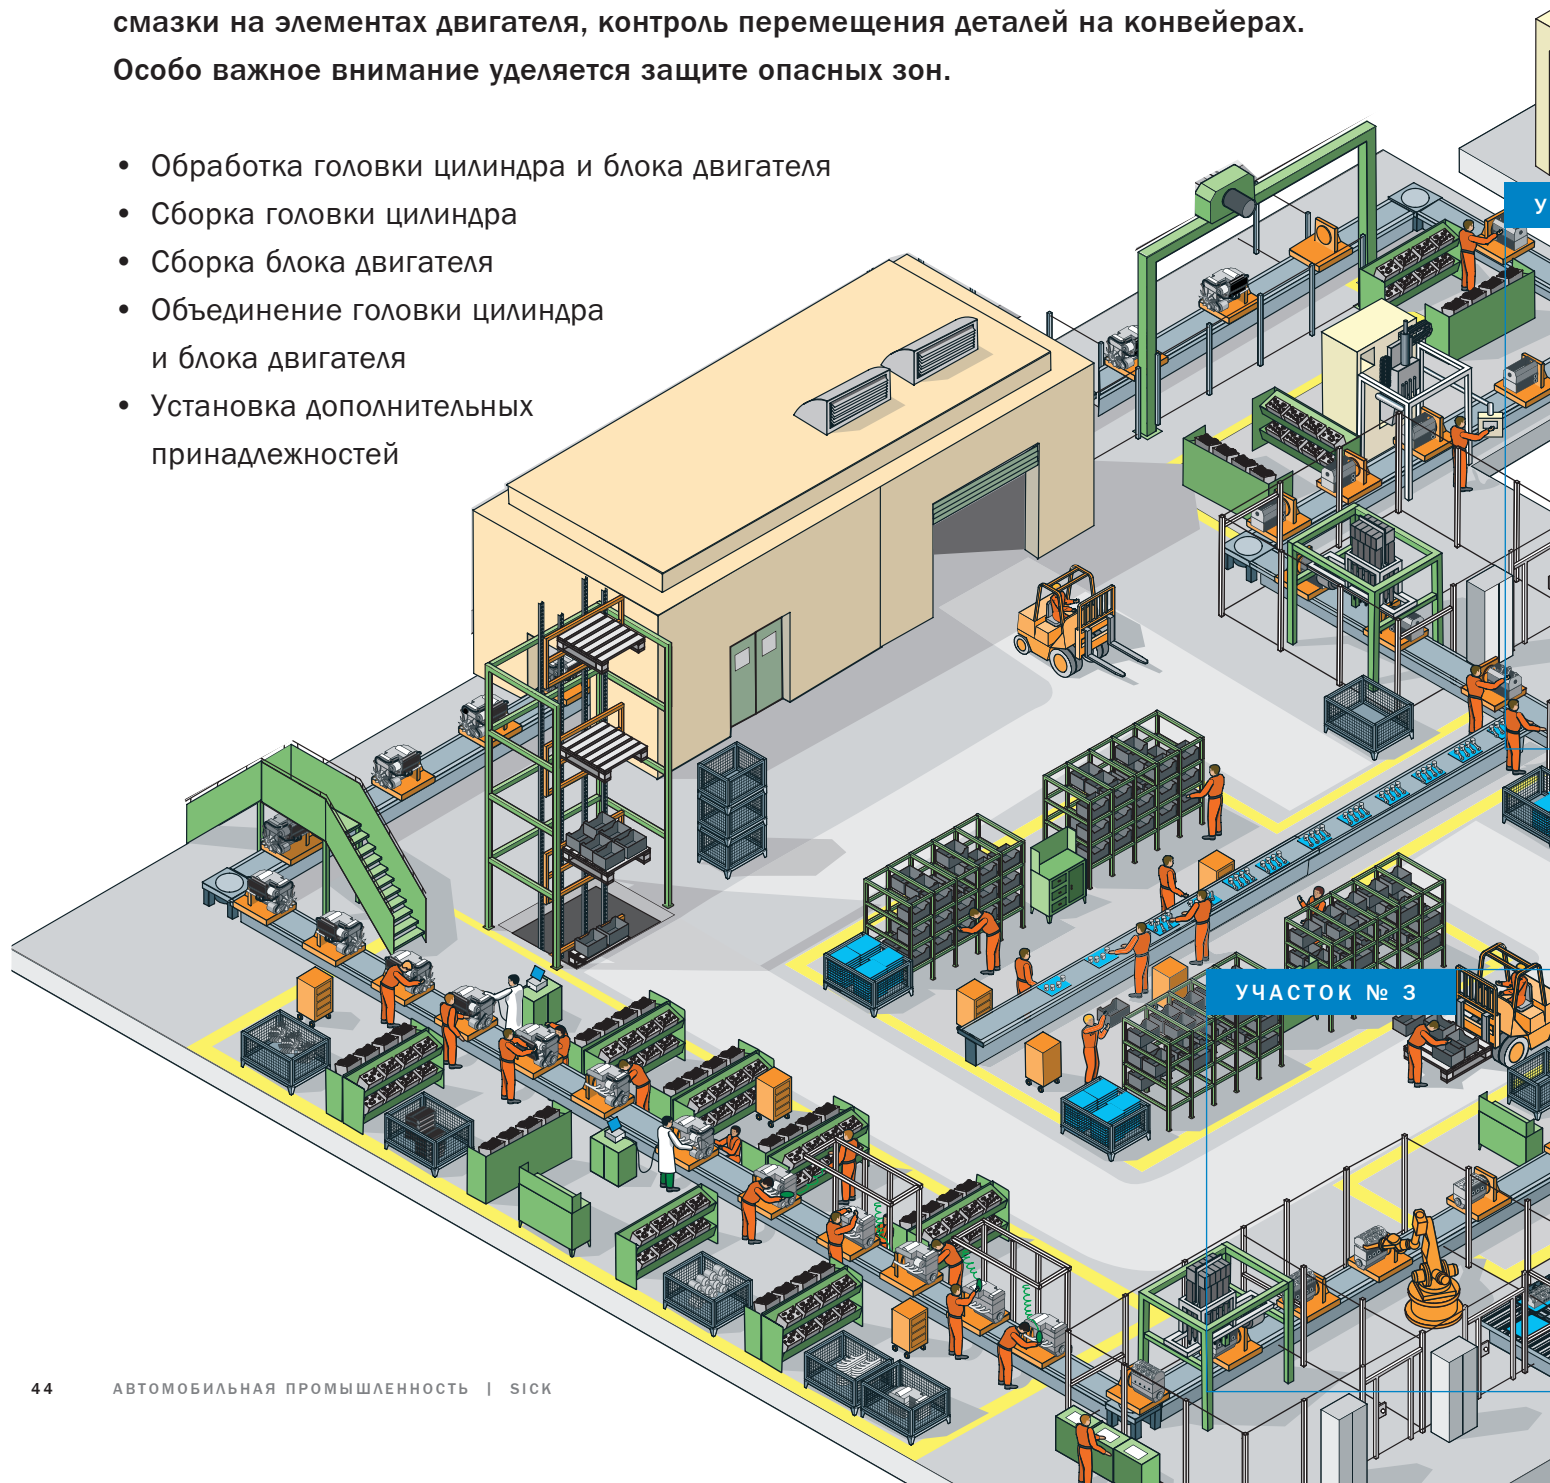 смазки на элементах двигателя, контроль перемещения деталей на конвейерах.
Особо важное внимание уделяется защите опасных зон.
• Обработка головки цилиндра и блока двигателя
• Сборка головки цилиндра
• Сборка блока двигателя
• Объединение головки цилиндра
и блока двигателя
• Установка дополнительных
принадлежностей
У
УЧАСТОК № 3
44 АВТОМОБИЛЬНАЯ ПРОМЫШЛЕННОСТЬ | SICK